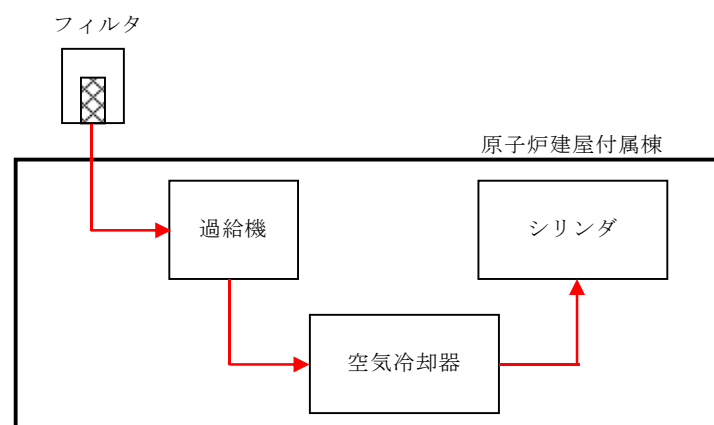 フィルタ
原子炉建屋付属棟
過給機
シリンダ
空気冷却器